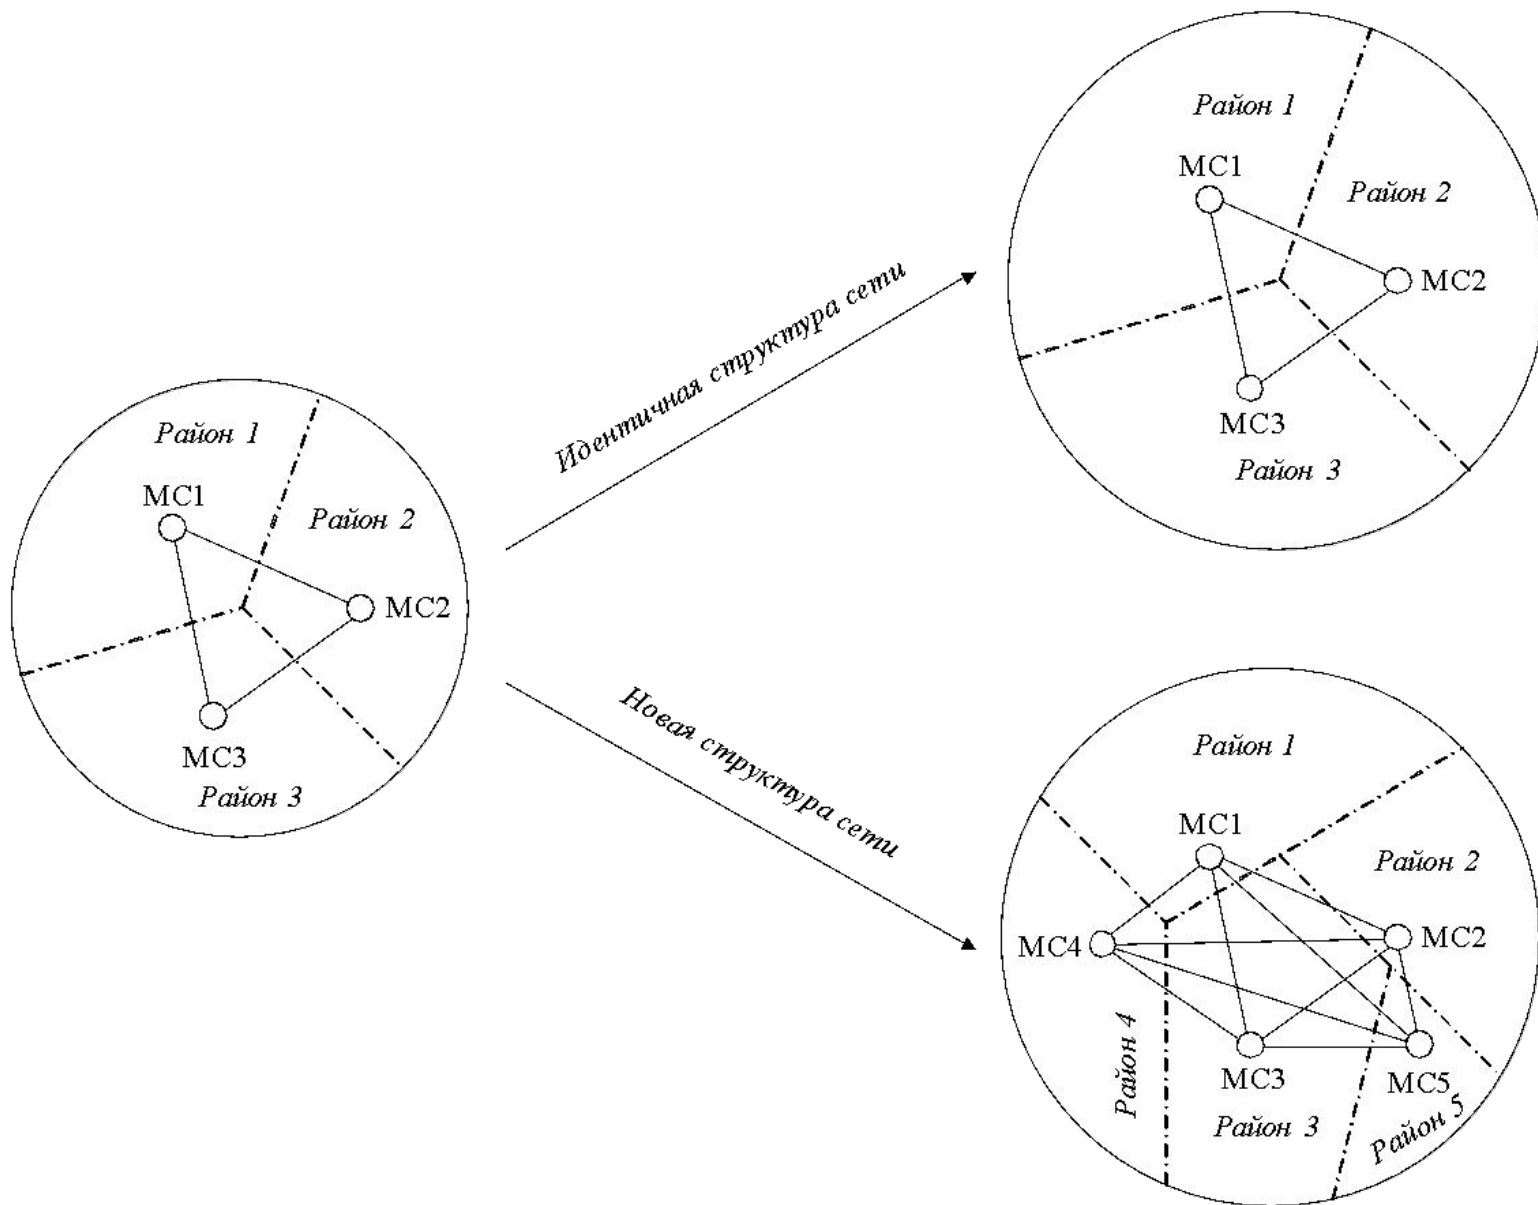 Район 1
МС1
Район 2
МС2
МС3
Район 3
Идентичная структура сети
Новая структура сети
Район 1
МС1
Район 2
МС2
МС3
Район 3
Район 1
МС1
Район 2
МС4
МС2
Район 4
МС3
МС5
Район 3
Район 5